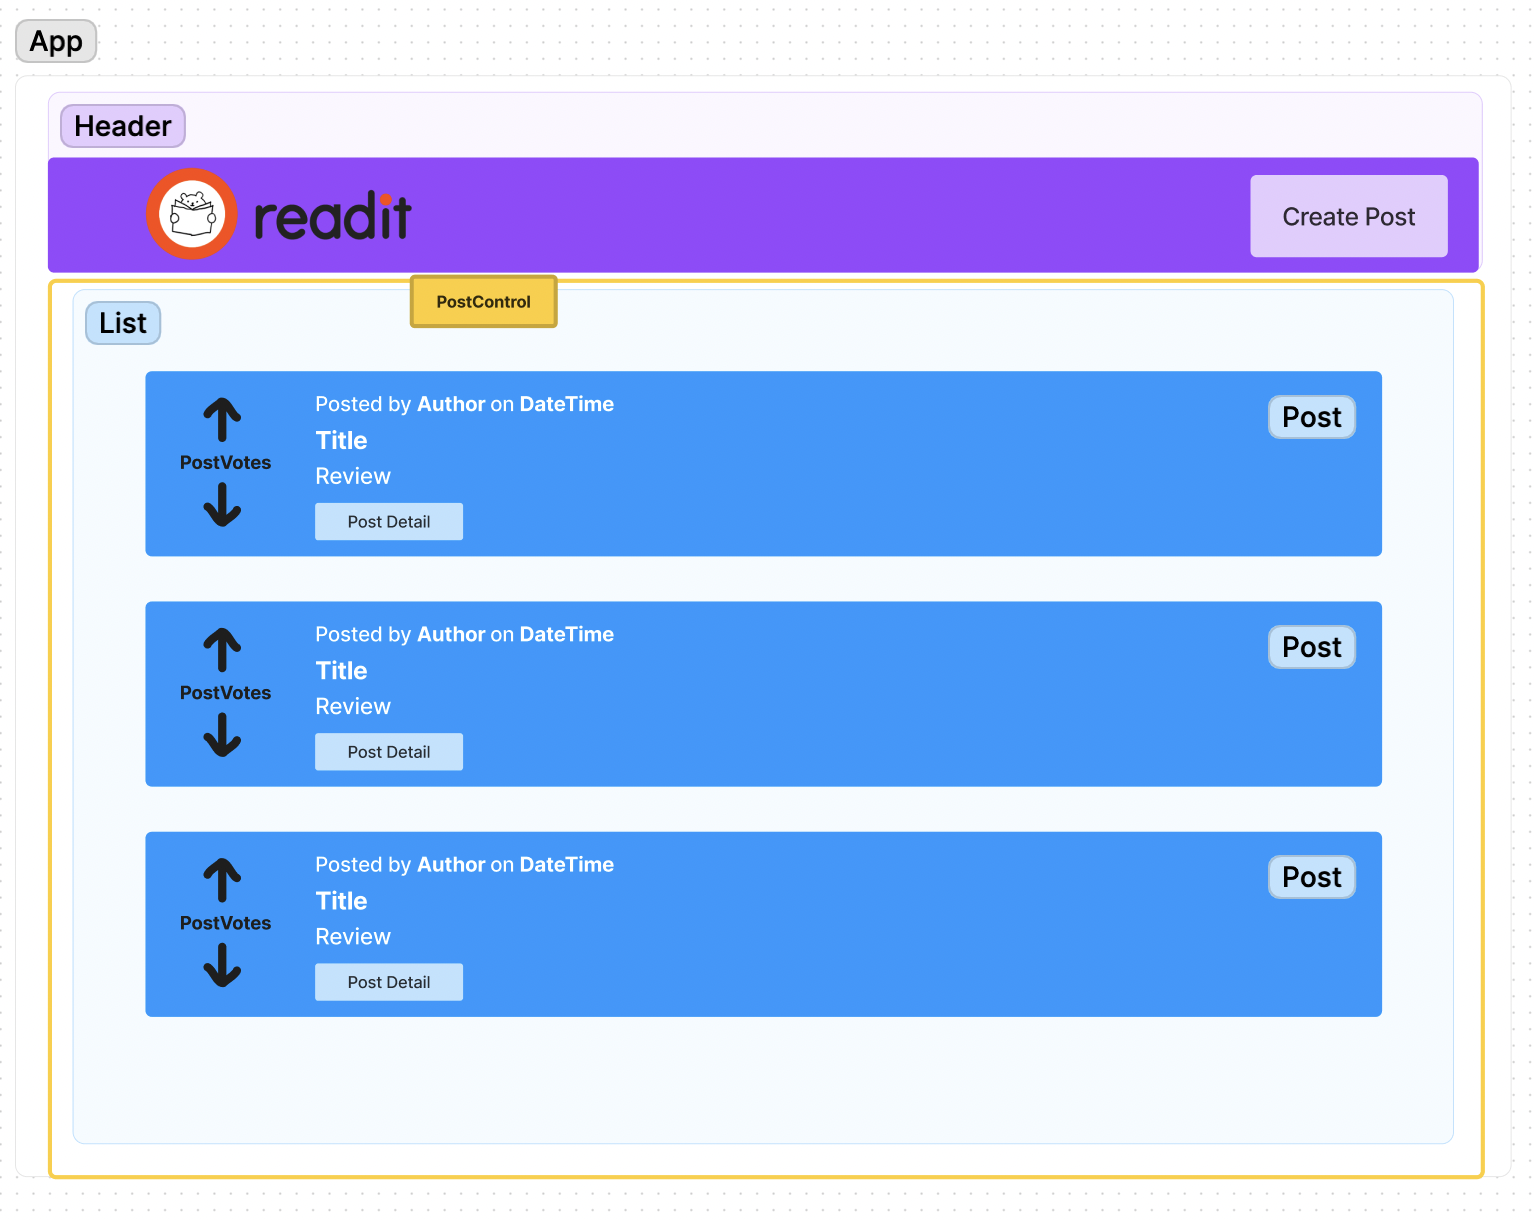 App
Header
readit
Create Post
PostControl
List
Posted by Author on DateTime
Post
Title
PostVotes
Review
Post Detail
Posted by Author on DateTime
Post
Title
PostVotes
Review
Post Detail
Posted by Author on DateTime
Post
Title
PostVotes
Review
Post Detail